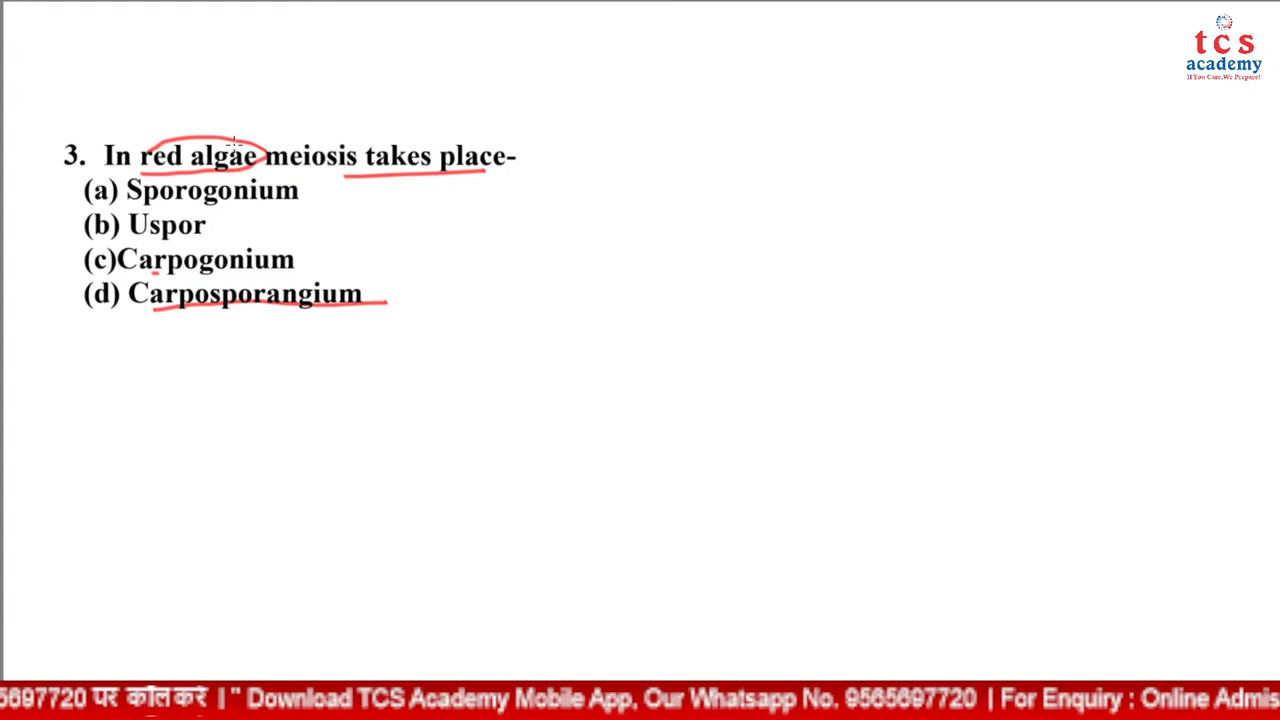 tcs
academy
If You Care,We Prepare!
3. In red algae meiosis takes place-
(a) Sporogonium
(b) Uspor
(c)Carpogonium
(d) Carposporangium
5697720 पर कॉल करें | " Download TCS Academy Mobile App, Our Whatsapp No. 9565697720 | For Enquiry : Online Admis